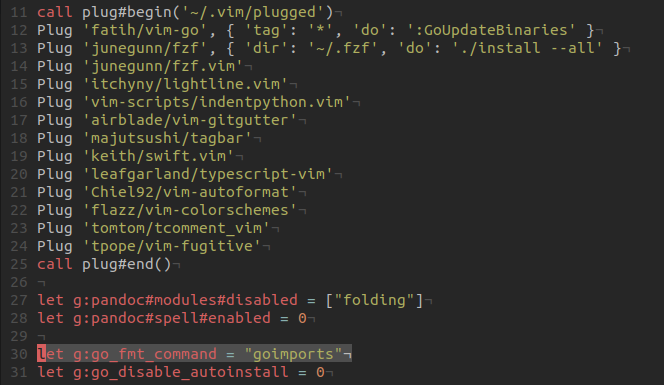 11 call plug#begin('~/.vim/plugged')¬
12 Plug 'fatih/vim-go', { 'tag': '*', 'do': ':GoUpdateBinaries' }¬
13 Plug 'junegunn/fzf', { 'dir': '~/.fzf', 'do': './install --all' }¬
14 Plug 'junegunn/fzf.vim'¬
15 Plug 'itchyny/lightline.vim'¬
16 Plug 'vim-scripts/indentpython.vim'¬
17 Plug 'airblade/vim-gitgutter'¬
18 Plug 'majutsushi/tagbar'¬
19 Plug 'keith/swift.vim'¬
20 Plug 'leafgarland/typescript-vim'¬
21 Plug 'Chiel92/vim-autoformat'¬
22 Plug 'flazz/vim-colorschemes'¬
23 Plug 'tomtom/tcomment_vim'¬
24 Plug 'tpope/vim-fugitive'¬
25 call plug#end()¬
26 ¬
27 let g:pandoc#modules#disabled = ["folding"]¬
28 let g:pandoc#spell#enabled = 0¬
29 ¬
30 let g:go_fmt_command = "goimports"¬
31 let g:go_disable_autoinstall = 0¬